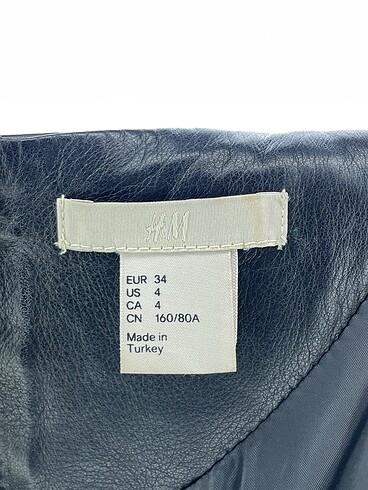 H&M
EUR 34
US 4
CA 4
CN 160/80A
Made in
Turkey